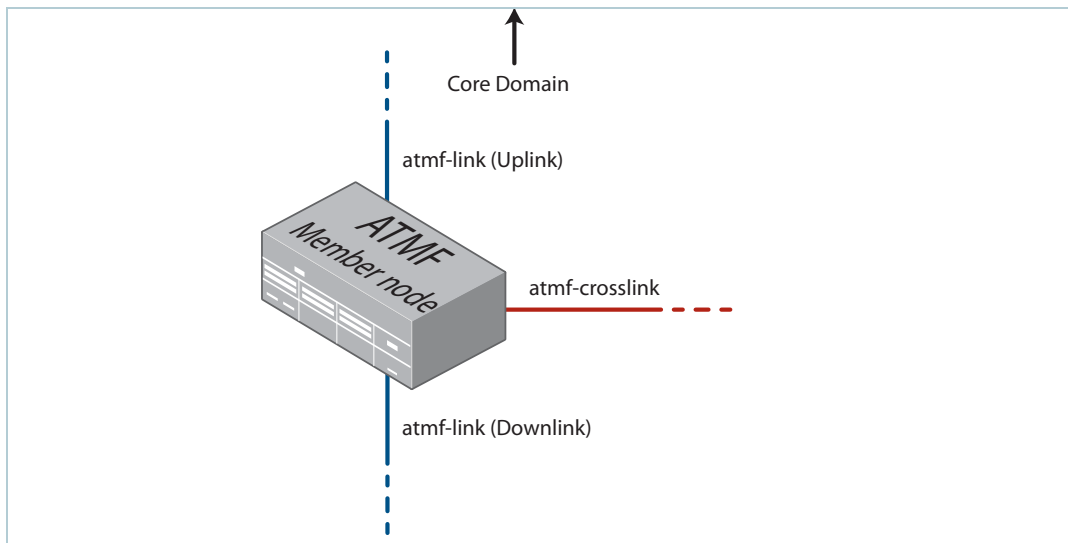 Core Domain
atmf-link (Uplink)
ATMF
Member node
atmf-crosslink
atmf-link (Downlink)